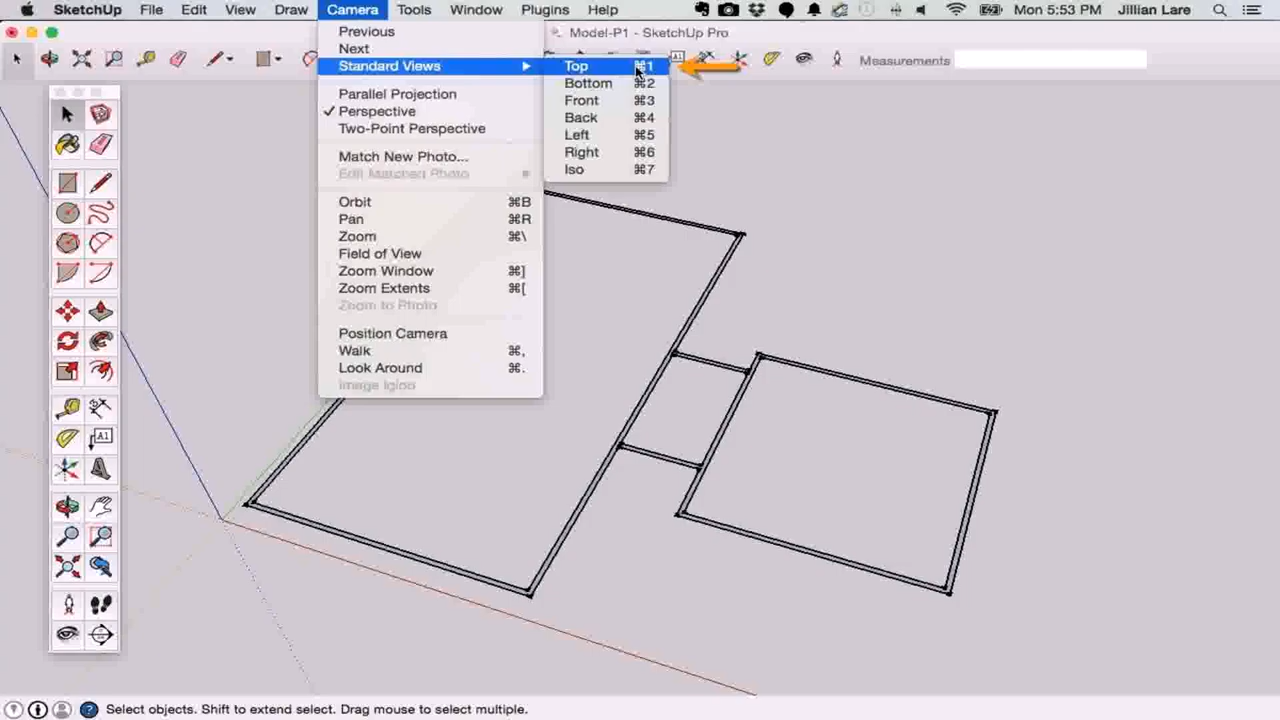 SketchUp File Edit View Draw Camera Tools Window Plugins Help Mon 5:53 PM Jillian Lare
Model-P1 - SketchUp Pro
Measurements
Previous
Next
Standard Views
Parallel Projection
✓ Perspective
Two-Point Perspective
Match New Photo...
Edit Matched Photo
Orbit ⌘B
Pan ⌘R
Zoom ⌘\
Field of View
Zoom Window ⌘]
Zoom Extents ⌘[
Zoom to Photo
Position Camera
Walk ⌘,
Look Around ⌘.
Image Igloo
Top ⌘1
Bottom ⌘2
Front ⌘3
Back ⌘4
Left ⌘5
Right ⌘6
Iso ⌘7
A1
Select objects. Shift to extend select. Drag mouse to select multiple.